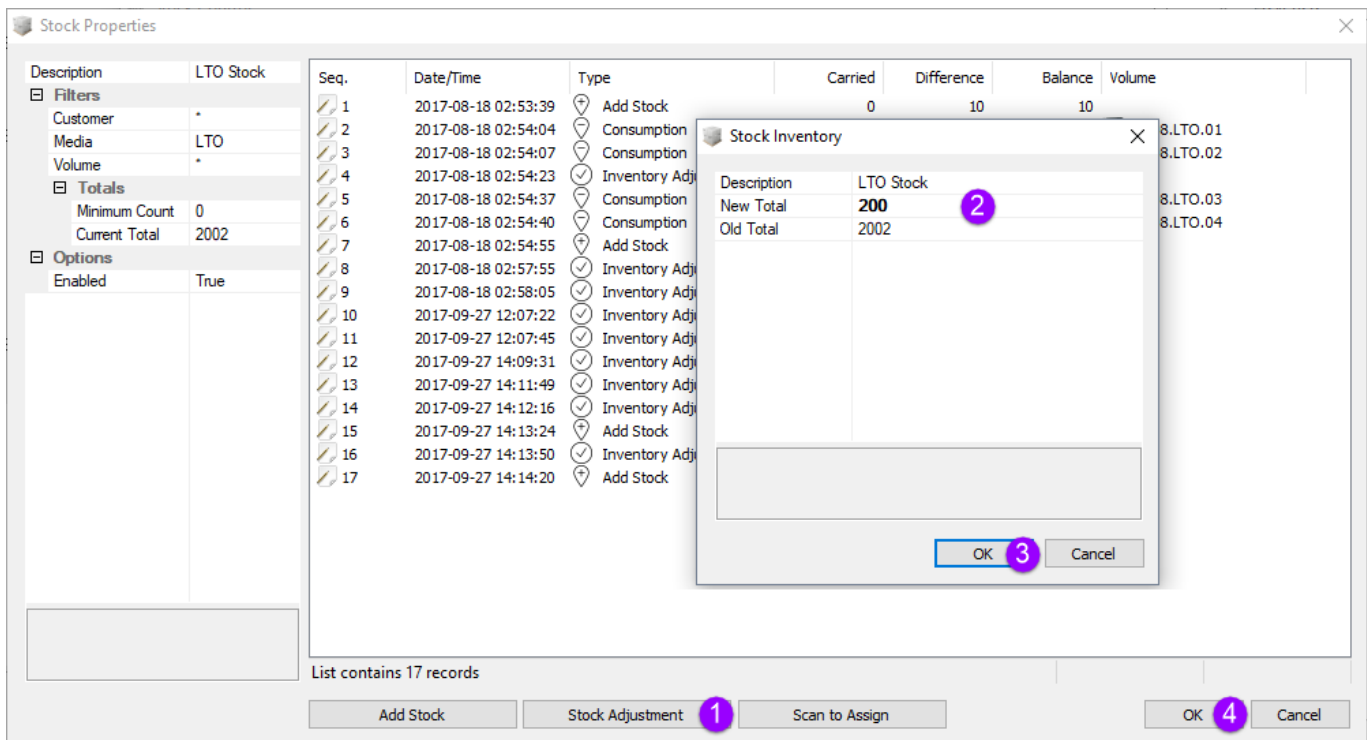 Stock Properties
Description LTO Stock
Filters
Customer *
Media LTO
Volume *
Totals
Minimum Count 0
Current Total 2002
Options
Enabled True
Seq. Date/Time Type Carried Difference Balance Volume
1 2017-08-18 02:53:39 Add Stock 0 10 10
2 2017-08-18 02:54:04 Consumption 8.LTO.01
3 2017-08-18 02:54:07 Consumption 8.LTO.02
4 2017-08-18 02:54:23 Inventory Adj
5 2017-08-18 02:54:37 Consumption 8.LTO.03
6 2017-08-18 02:54:40 Consumption 8.LTO.04
7 2017-08-18 02:54:55 Add Stock
8 2017-08-18 02:57:55 Inventory Adj
9 2017-08-18 02:58:05 Inventory Adj
10 2017-09-27 12:07:22 Inventory Adj
11 2017-09-27 12:07:45 Inventory Adj
12 2017-09-27 14:09:31 Inventory Adj
13 2017-09-27 14:11:49 Inventory Adj
14 2017-09-27 14:12:16 Inventory Adj
15 2017-09-27 14:13:24 Add Stock
16 2017-09-27 14:13:50 Inventory Adj
17 2017-09-27 14:14:20 Add Stock
Stock Inventory
Description LTO Stock
New Total 200 2
Old Total 2002
OK 3 Cancel
List contains 17 records
Add Stock Stock Adjustment 1 Scan to Assign OK 4 Cancel